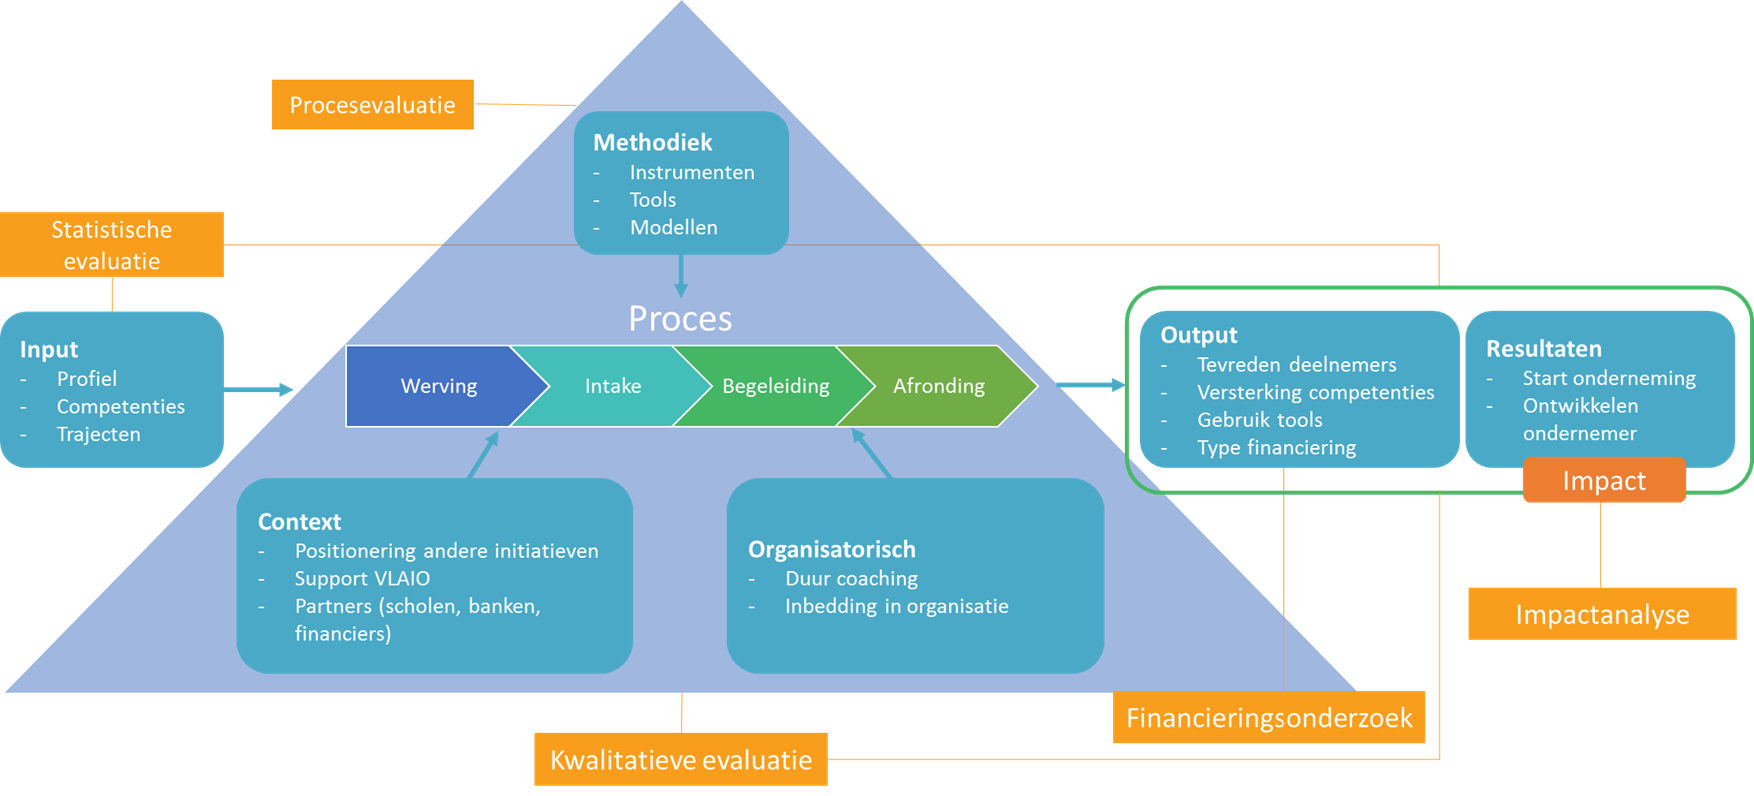 Procesevaluatie
Methodiek
- Instrumenten
- Tools
- Modellen
Statistische
evaluatie
Proces
Input
- Profiel
- Competenties
- Trajecten
Werving
Intake
Begeleiding
Afronding
Output
- Tevreden deelnemers
- Versterking competenties
- Gebruik tools
- Type financiering
Resultaten
- Start onderneming
- Ontwikkelen
ondernemer
Impact
Context
- Positionering andere initiatieven
- Support VLAIO
- Partners (scholen, banken,
financiers)
Organisatorisch
- Duur coaching
- Inbedding in organisatie
Impactanalyse
Financieringsonderzoek
Kwalitatieve evaluatie